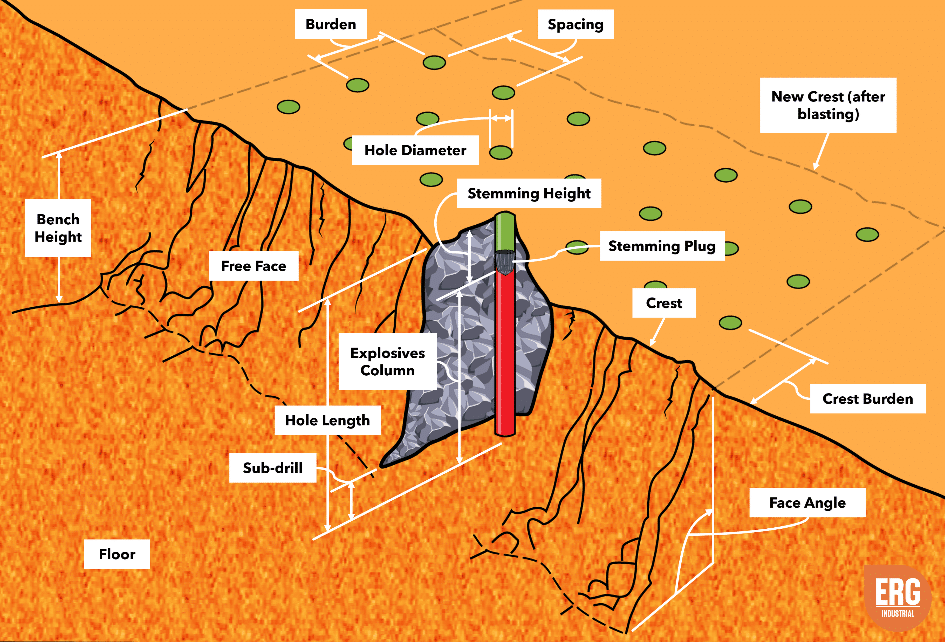 Burden
Spacing
New Crest (after
blasting)
Hole Diameter
Stemming Height
Bench
Height
Stemming Plug
Free Face
Crest
Explosives
Column
Crest Burden
Hole Length
Sub-drill
Face Angle
Floor
ERG
INDUSTRIAL